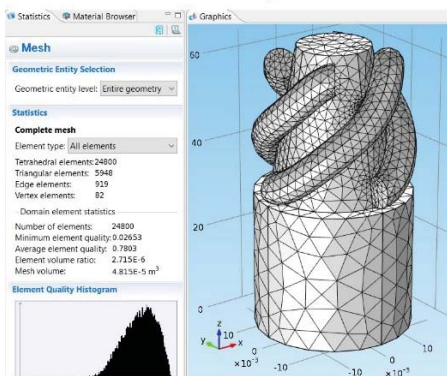 Statistics
Material Browser
Mesh
Geometric Entity Selection
Geometric entity level: Entire geometry
Statistics
Complete mesh
Element type: All elements
Tetrahedral elements: 24800
Triangular elements: 5948
Edge elements: 919
Vertex elements: 82
Domain element statistics
Number of elements: 24800
Minimum element quality: 0.02653
Average element quality: 0.7803
Element volume ratio: 2.715E-6
Mesh volume: 4.815E-5 m³
Element Quality Histogram
Graphics
60
40
20
0
z
y
x
10
0
-10
×10⁻³
-10
0
10
×10⁻³